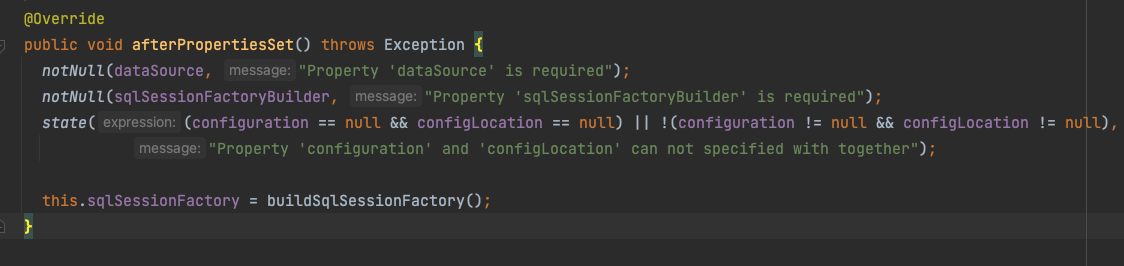 @Override
public void afterPropertiesSet() throws Exception {
notNull(dataSource, message: "Property 'dataSource' is required");
notNull(sqlSessionFactoryBuilder, message: "Property 'sqlSessionFactoryBuilder' is required");
state( expression: (configuration == null && configLocation == null) || !(configuration != null && configLocation != null),
message: "Property 'configuration' and 'configLocation' can not specified with together");
this.sqlSessionFactory = buildSqlSessionFactory();
}